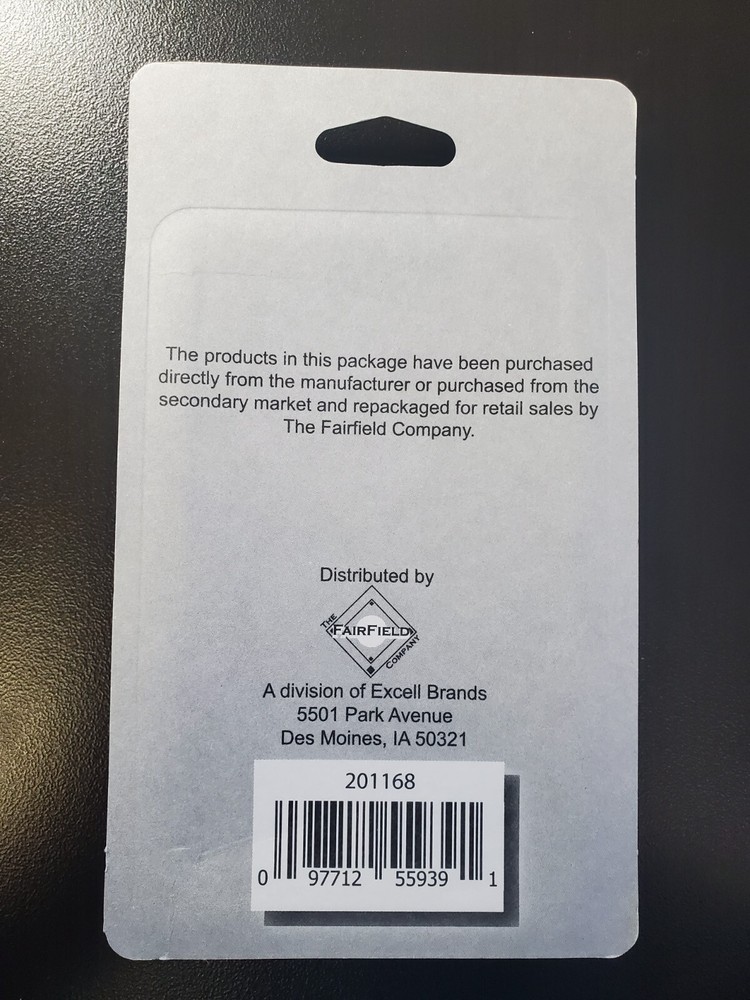 The products in this package have been purchased
directly from the manufacturer or purchased from the
secondary market and repackaged for retail sales by
The Fairfield Company.
Distributed by
THE
FAIRFIELD
COMPANY
A division of Excell Brands
5501 Park Avenue
Des Moines, IA 50321
201168
0 97712 55939 1